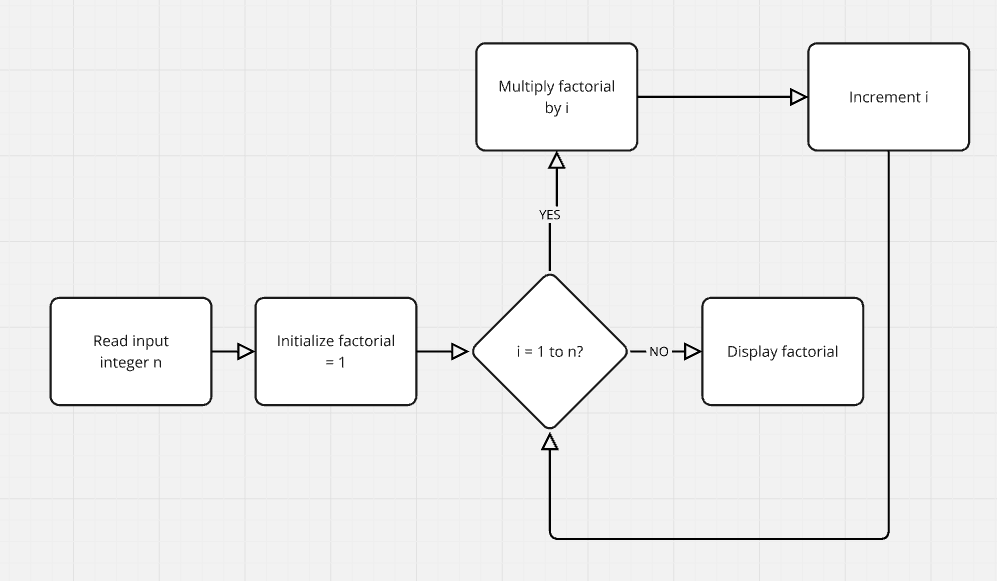 Multiply factorial
by i
Increment i
YES
Read input
integer n
Initialize factorial
= 1
i = 1 to n?
NO
Display factorial